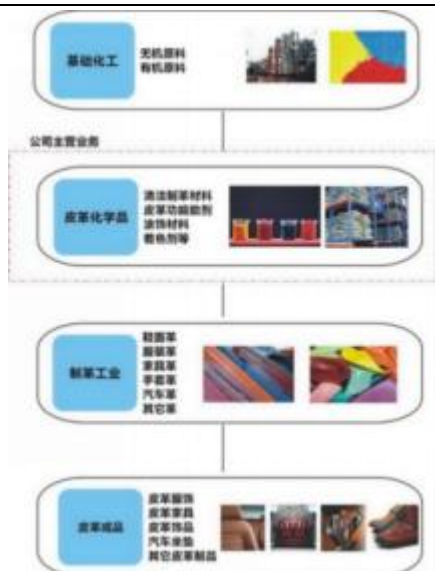 基础化工
无机原料
有机原料
公司主营业务
皮革化学品
清洁制革材料
皮革功能助剂
涂饰材料
着色剂等
制革工业
鞋面革
服装革
家具革
手套革
汽车革
其它革
皮革成品
皮革服饰
皮革家具
皮革饰品
汽车坐垫
其它皮革制品